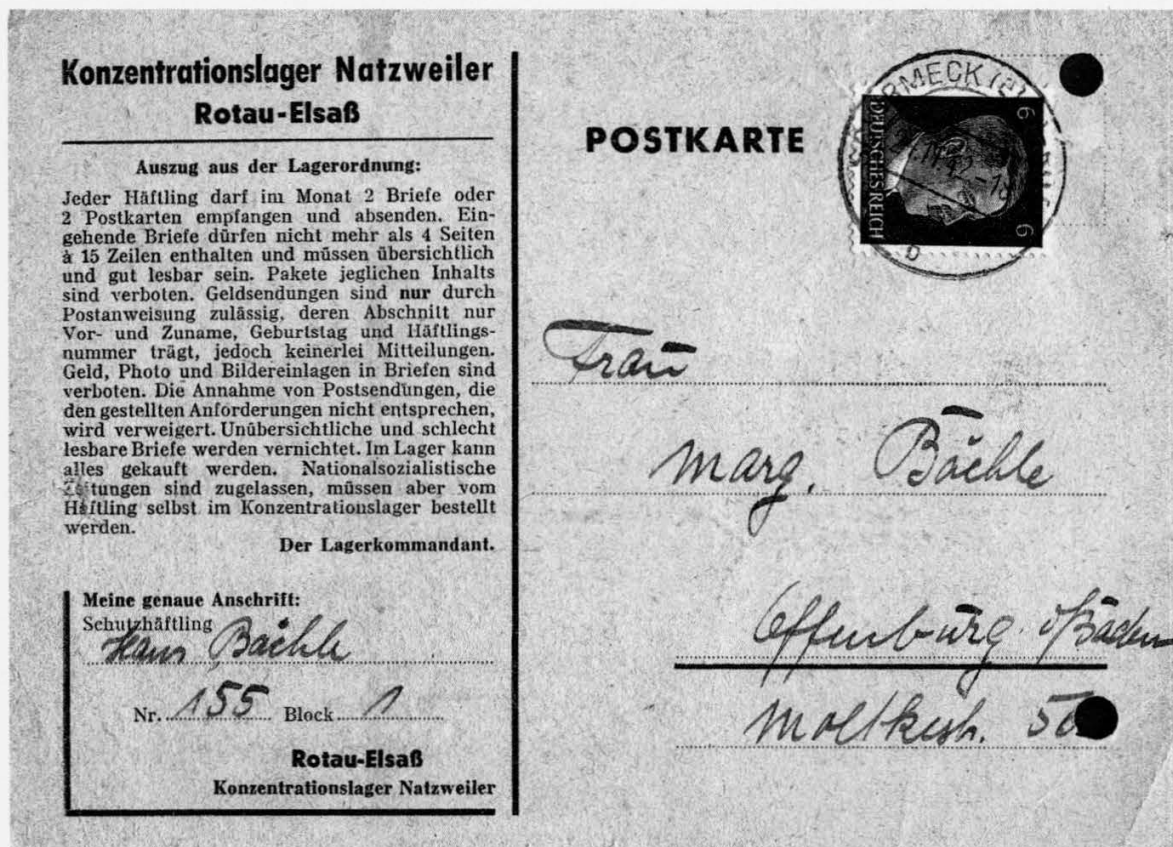 Konzentrationslager Natzweiler
Rotau-Elsaß
Auszug aus der Lagerordnung:
Jeder Häftling darf im Monat 2 Briefe oder
2 Postkarten empfangen und absenden. Ein-
gehende Briefe dürfen nicht mehr als 4 Seiten
à 15 Zeilen enthalten und müssen übersichtlich
und gut lesbar sein. Pakete jeglichen Inhalts
sind verboten. Geldsendungen sind nur durch
Postanweisung zulässig, deren Abschnitt nur
Vor- und Zuname, Geburtstag und Häftlings-
nummer trägt, jedoch keinerlei Mitteilungen.
Geld, Photo und Bildereinlagen in Briefen sind
verboten. Die Annahme von Postsendungen, die
den gestellten Anforderungen nicht entsprechen,
wird verweigert. Unübersichtliche und schlecht
lesbare Briefe werden vernichtet. Im Lager kann
alles gekauft werden. Nationalsozialistische
Zeitungen sind zugelassen, müssen aber vom
Häftling selbst im Konzentrationslager bestellt
werden.
Der Lagerkommandant.
Meine genaue Anschrift:
Schutzhäftling
Hans Bächle
Nr. 155 Block 1
Rotau-Elsaß
Konzentrationslager Natzweiler
POSTKARTE
RMECK
6 DEUTSCHES REICH 6
Frau
Marg. Bächle
Offenburg i/Baden
Moltkestr.